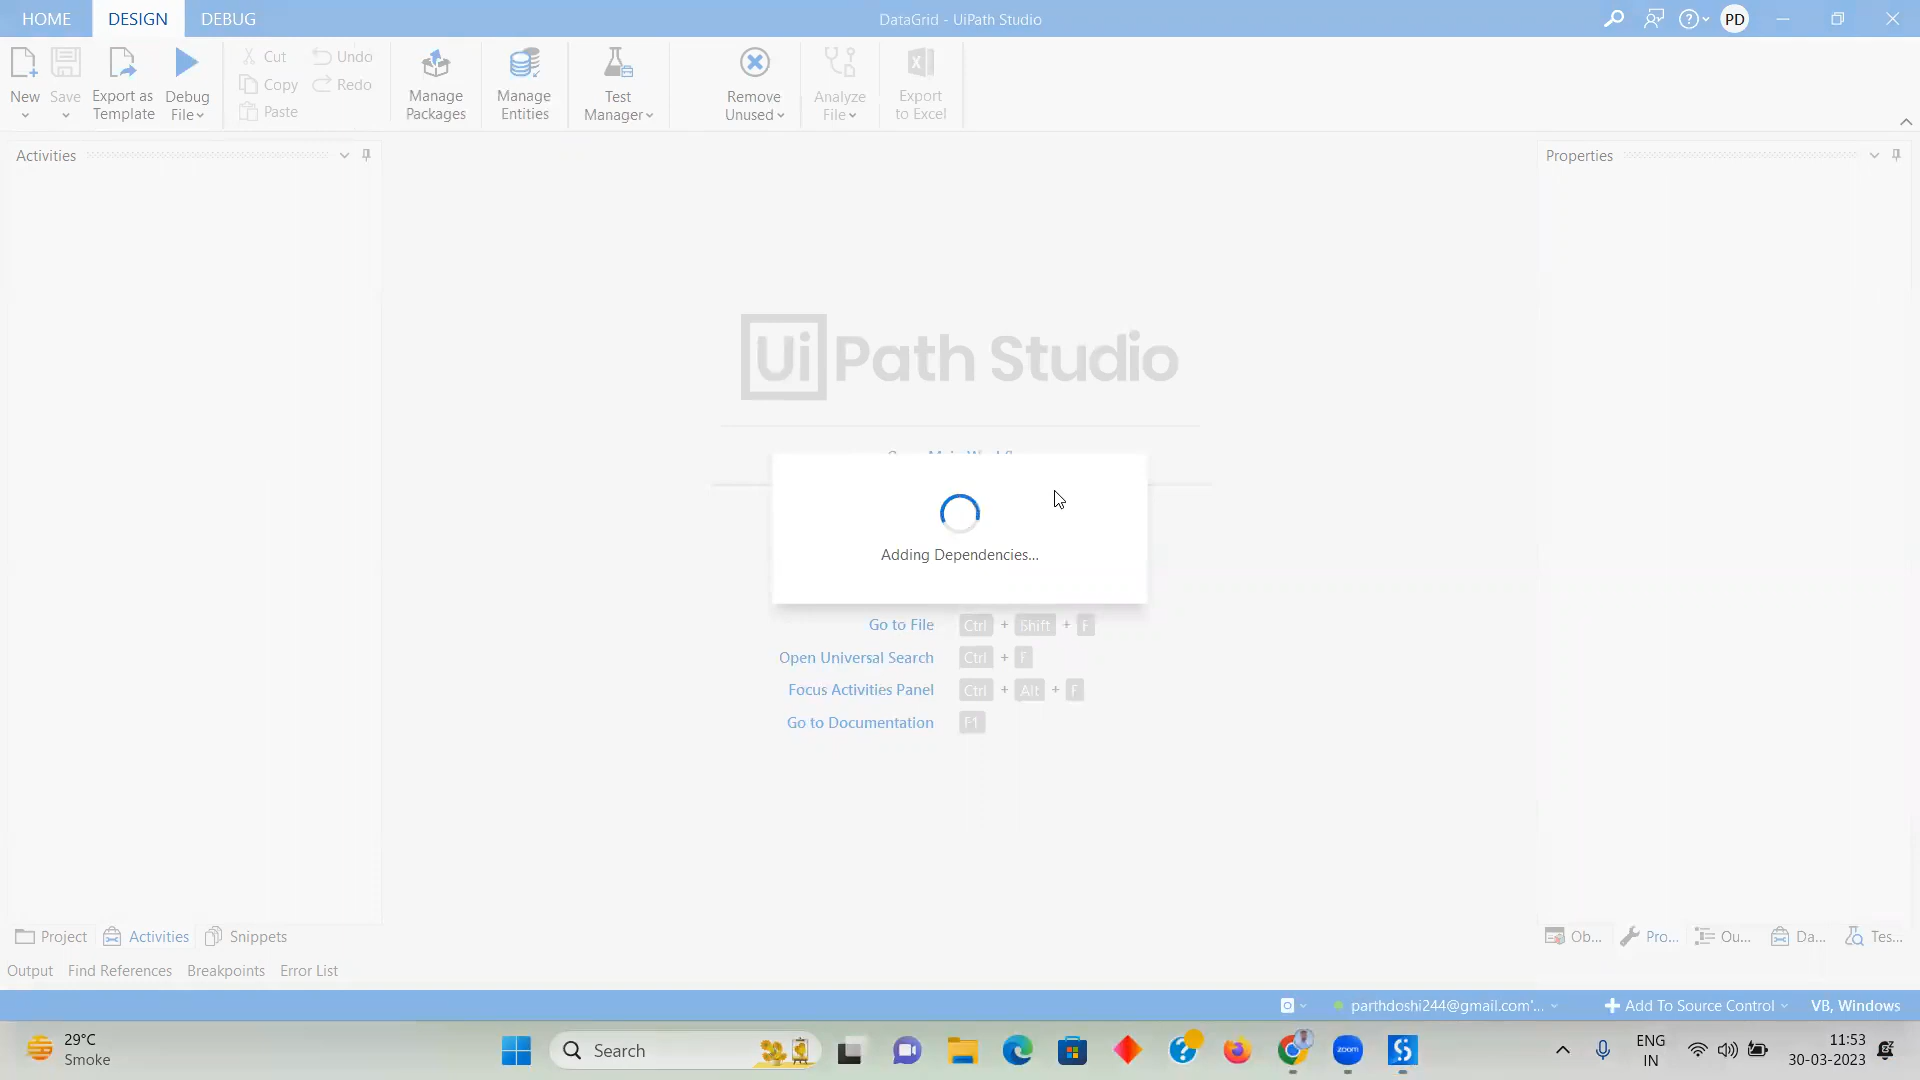 HOME
DESIGN
DEBUG
DataGrid - UiPath Studio
PD
New
Save
Export as
Template
Debug
File
Cut
Copy
Paste
Undo
Redo
Manage
Packages
Manage
Entities
Test
Manager
Remove
Unused
Analyze
File
Export
to Excel
Activities
Properties
UiPath Studio
Adding Dependencies...
Go to File Ctrl + Shift + F
Open Universal Search Ctrl + F
Focus Activities Panel Ctrl + Alt + F
Go to Documentation F1
Project
Activities
Snippets
Ob...
Pro...
Ou...
Da...
Tes...
Output
Find References
Breakpoints
Error List
parthdoshi244@gmail.com'...
Add To Source Control
VB, Windows
29°C
Smoke
Search
zoom
ENG
IN
11:53
30-03-2023